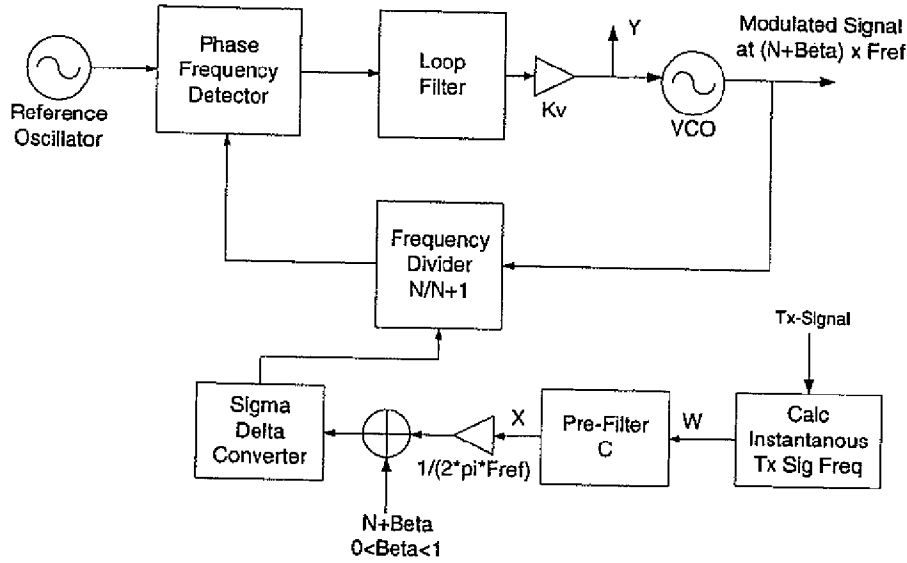 Reference
Oscillator
Phase
Frequency
Detector
Loop
Filter
Kv
Y
VCO
Modulated Signal
at (N+Beta) x Fref
Frequency
Divider
N/N+1
Tx-Signal
Calc
Instantanous
Tx Sig Freq
W
Pre-Filter
C
X
1/(2*pi*Fref)
N+Beta
0<Beta<1
Sigma
Delta
Converter